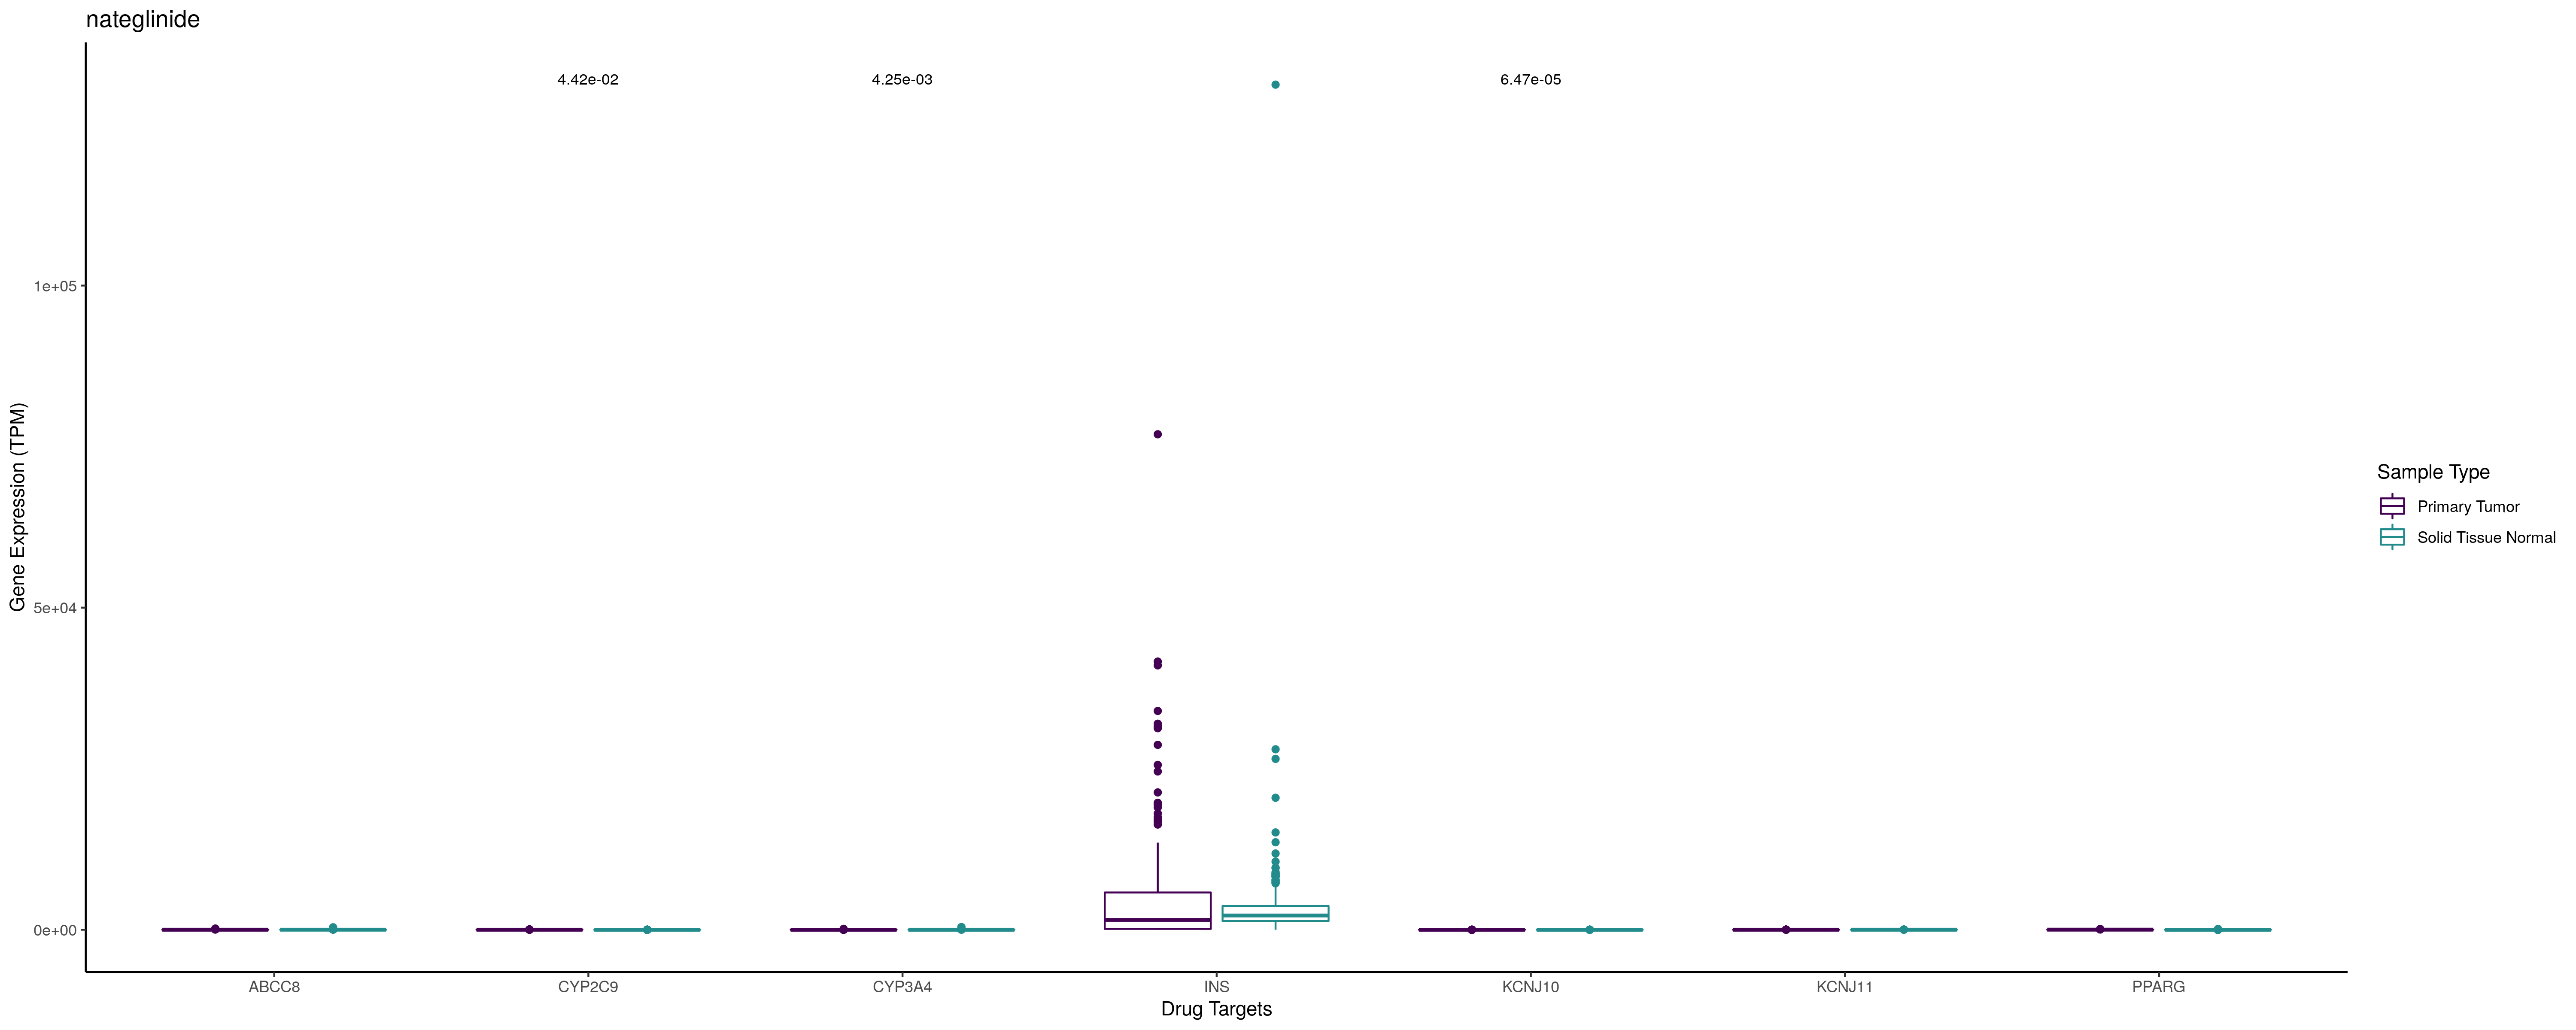 nateglinide
4.42e-02
4.25e-03
6.47e-05
Gene Expression (TPM)
1e+05
5e+04
0e+00
ABCC8
CYP2C9
CYP3A4
INS
KCNJ10
KCNJ11
PPARG
Drug Targets
Sample Type
Primary Tumor
Solid Tissue Normal